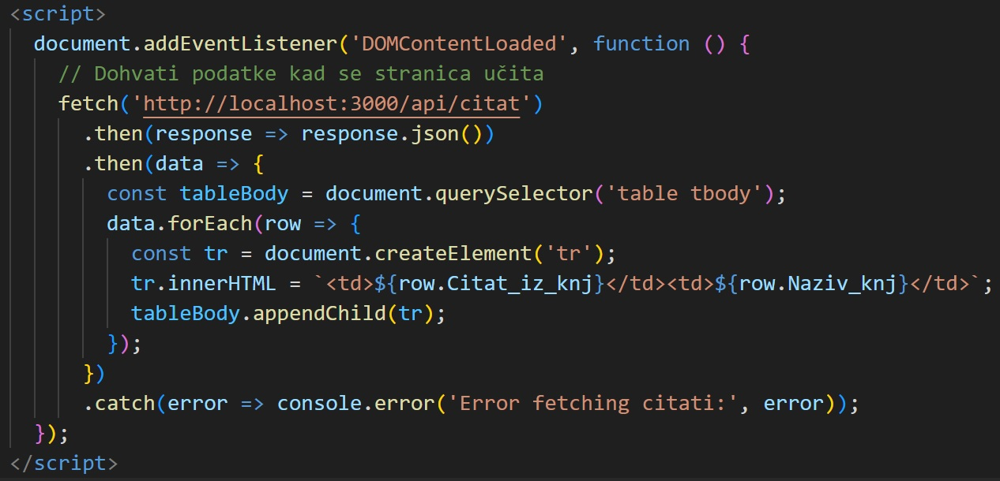 <script>
document.addEventListener('DOMContentLoaded', function () {
// Dohvati podatke kad se stranica učita
fetch('http://localhost:3000/api/citat')
.then(response => response.json())
.then(data => {
const tableBody = document.querySelector('table tbody');
data.forEach(row => {
const tr = document.createElement('tr');
tr.innerHTML = `<td>${row.Citat_iz_knj}</td><td>${row.Naziv_knj}</td>`;
tableBody.appendChild(tr);
});
})
.catch(error => console.error('Error fetching citati:', error));
});
</script>